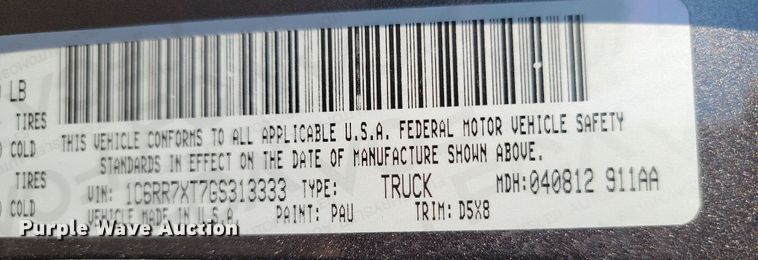 LB
TIRES
COLD
TIRES
COLD
THIS VEHICLE CONFORMS TO ALL APPLICABLE U.S.A. FEDERAL MOTOR VEHICLE SAFETY
STANDARDS IN EFFECT ON THE DATE OF MANUFACTURE SHOWN ABOVE.
VIN: 1C6RR7XT7GS313333 TYPE: TRUCK MDH:040812 911AA
VEHICLE MADE IN U.S.A. PAINT: PAU TRIM: D5X8
Purple Wave Auction